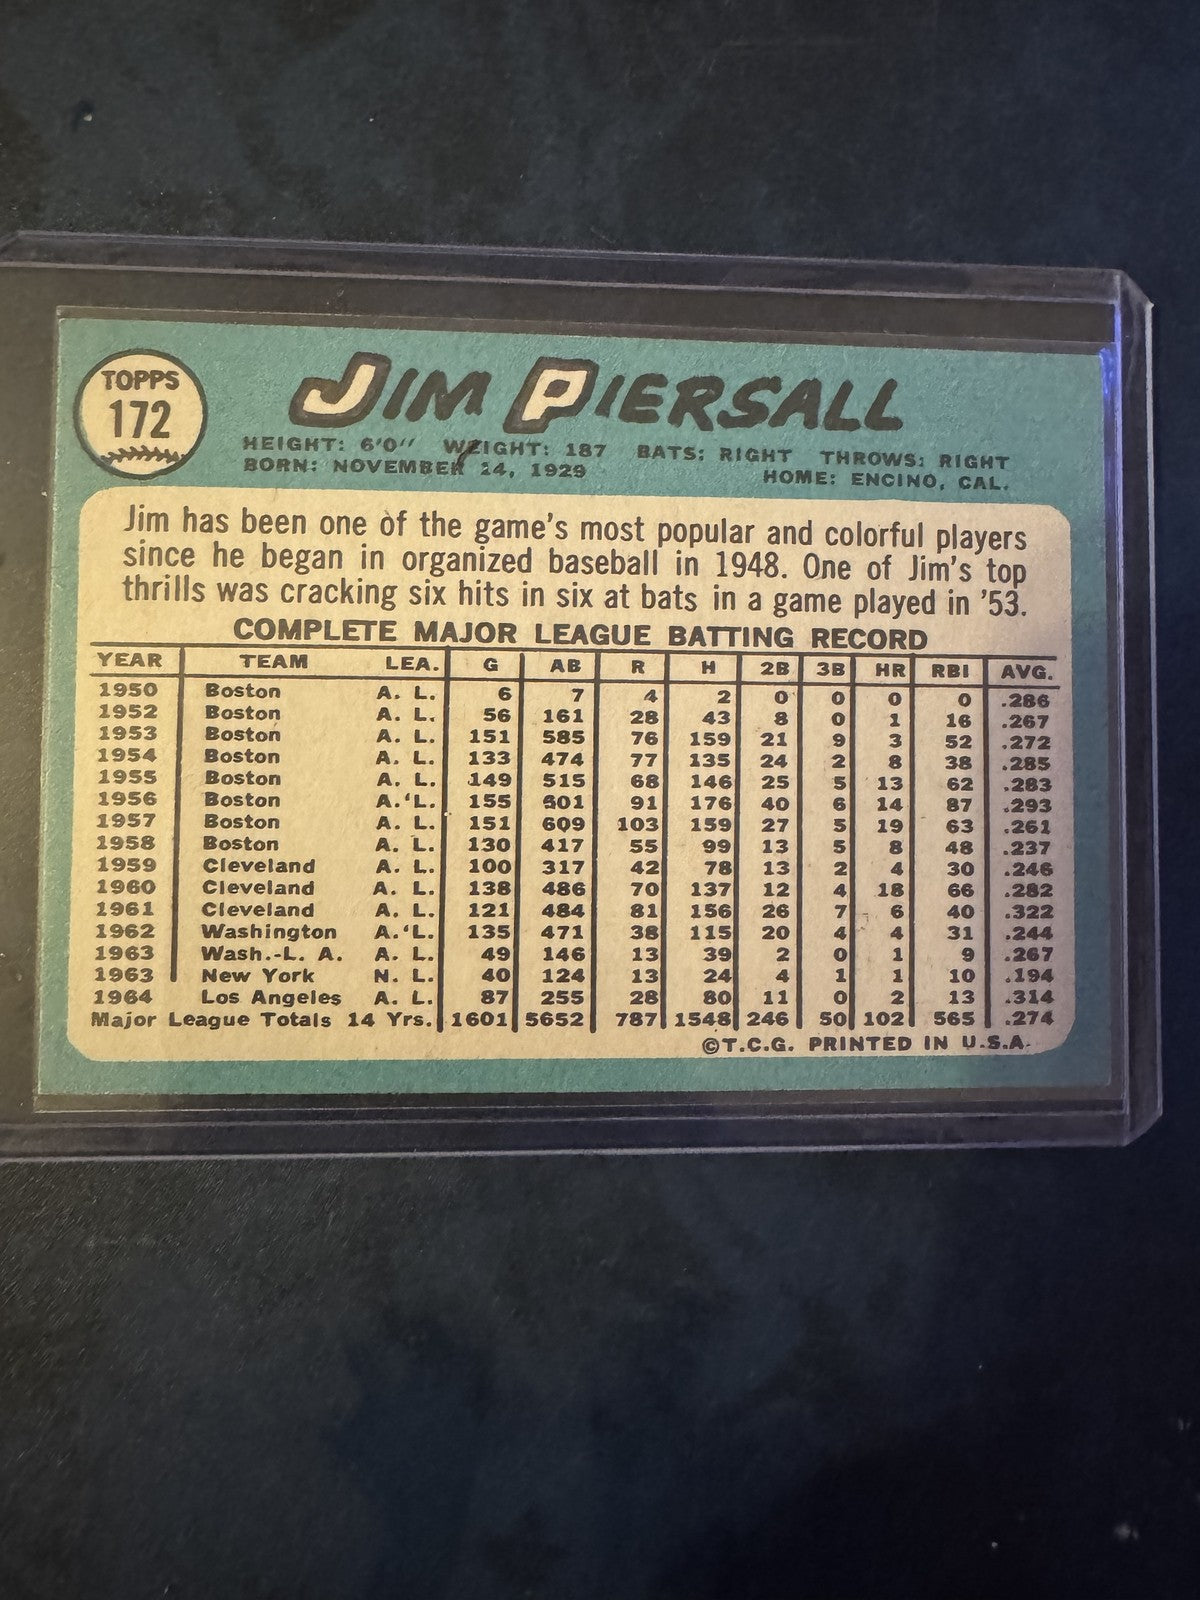 TOPPS
172
JIM PIERSALL
HEIGHT: 6'0" WEIGHT: 187 BATS: RIGHT THROWS: RIGHT
BORN: NOVEMBER 14, 1929 HOME: ENCINO, CAL.
Jim has been one of the game's most popular and colorful players
since he began in organized baseball in 1948. One of Jim's top
thrills was cracking six hits in six at bats in a game played in '53.
COMPLETE MAJOR LEAGUE BATTING RECORD
YEAR TEAM LEA. G AB R H 2B 3B HR RBI AVG.
1950 Boston A. L. 6 7 4 2 0 0 0 0 .286
1952 Boston A. L. 56 161 28 43 8 0 1 16 .267
1953 Boston A. L. 151 585 76 159 21 9 3 52 .272
1954 Boston A. L. 133 474 77 135 24 2 8 38 .285
1955 Boston A. L. 149 515 68 146 25 5 13 62 .283
1956 Boston A. L. 155 601 91 176 40 6 14 87 .293
1957 Boston A. L. 151 609 103 159 27 5 19 63 .261
1958 Boston A. L. 130 417 55 99 13 5 8 48 .237
1959 Cleveland A. L. 100 317 42 78 13 2 4 30 .246
1960 Cleveland A. L. 138 486 70 137 12 4 18 66 .282
1961 Cleveland A. L. 121 484 81 156 26 7 6 40 .322
1962 Washington A. L. 135 471 38 115 20 4 4 31 .244
1963 Wash.-L. A. A. L. 49 146 13 39 2 0 1 9 .267
1963 New York N. L. 40 124 13 24 4 1 1 10 .194
1964 Los Angeles A. L. 87 255 28 80 11 0 2 13 .314
Major League Totals 14 Yrs. 1601 5652 787 1548 246 50 102 565 .274
©T.C.G. PRINTED IN U.S.A.